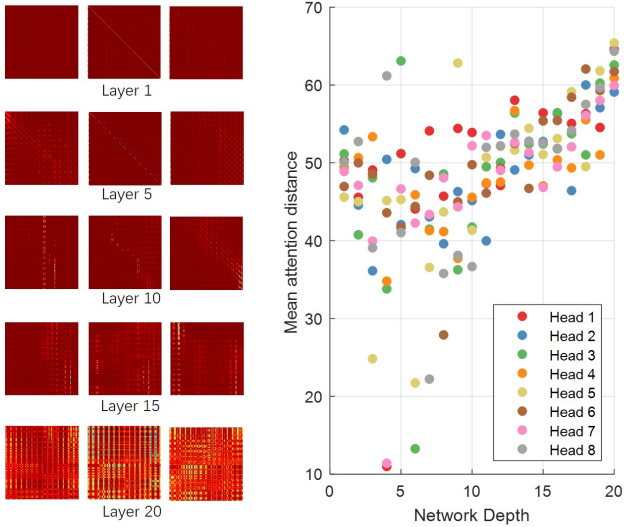 Layer 1
Layer 5
Layer 10
Layer 15
Layer 20
Mean attention distance
70
60
50
40
30
20
10
0
5
10
15
20
Network Depth
Head 1
Head 2
Head 3
Head 4
Head 5
Head 6
Head 7
Head 8